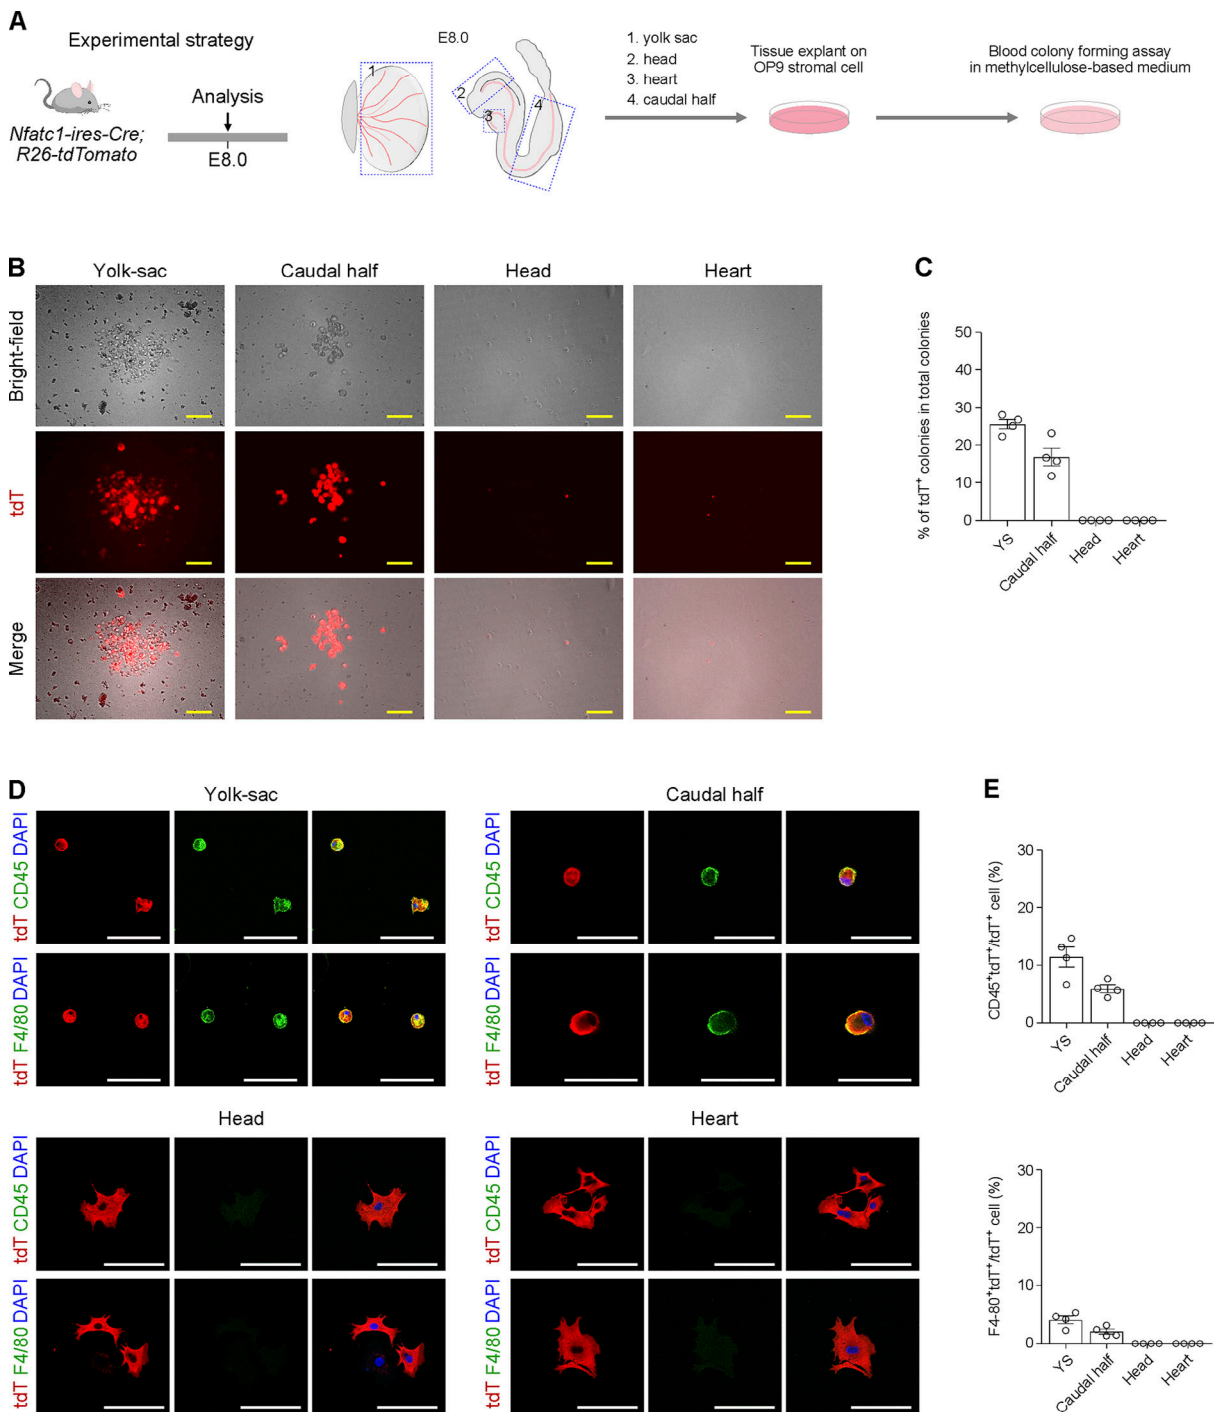 A
Experimental strategy
Analysis
Nfatc1-ires-Cre;
R26-tdTomato
E8.0
1
E8.0
2
3
4
1. yolk sac
2. head
3. heart
4. caudal half
Tissue explant on
OP9 stromal cell
Blood colony forming assay
in methylcellulose-based medium
B
Yolk-sac
Caudal half
Head
Heart
Bright-field
tdT
Merge
C
% of tdT⁺ colonies in total colonies
50
40
30
20
10
0
YS
Caudal half
Head
Heart
D
Yolk-sac
Caudal half
tdT CD45 DAPI
tdT CD45 DAPI
tdT F4/80 DAPI
tdT F4/80 DAPI
Head
Heart
tdT CD45 DAPI
tdT CD45 DAPI
tdT F4/80 DAPI
tdT F4/80 DAPI
E
CD45⁺tdT⁺/tdT⁺ cell (%)
30
20
10
0
YS
Caudal half
Head
Heart
F4-80⁺tdT⁺/tdT⁺ cell (%)
30
20
10
0
YS
Caudal half
Head
Heart